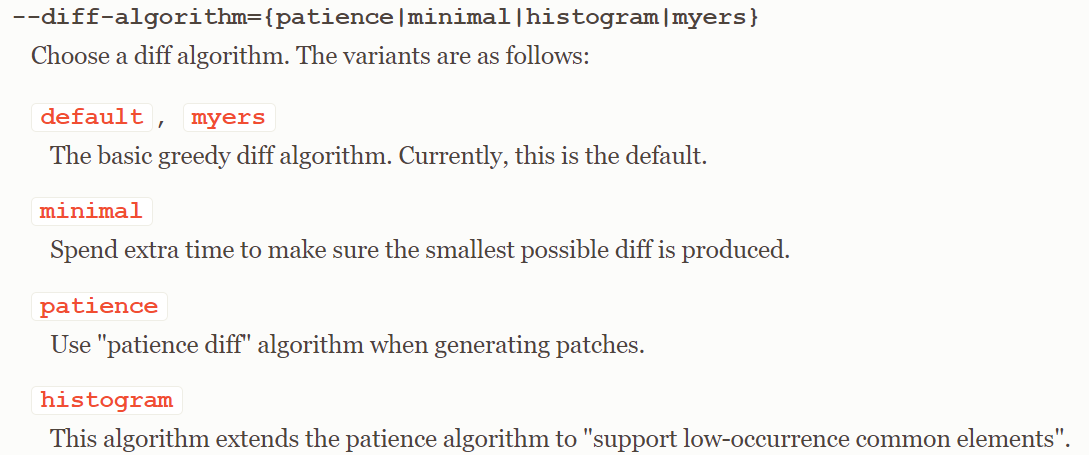 --diff-algorithm={patience|minimal|histogram|myers}
Choose a diff algorithm. The variants are as follows:
default, myers
The basic greedy diff algorithm. Currently, this is the default.
minimal
Spend extra time to make sure the smallest possible diff is produced.
patience
Use "patience diff" algorithm when generating patches.
histogram
This algorithm extends the patience algorithm to "support low-occurrence common elements".